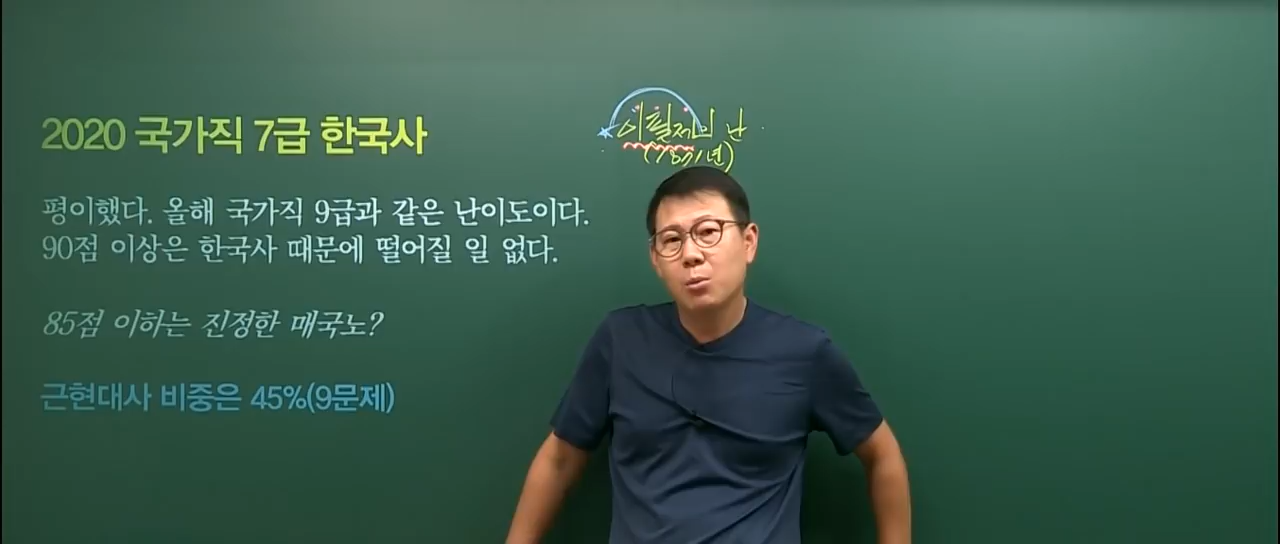 2020 국가직 7급 한국사
평이했다. 올해 국가직 9급과 같은 난이도이다.
90점 이상은 한국사 때문에 떨어질 일 없다.
85점 이하는 진정한 매국노?
근현대사 비중은 45%(9문제)
이필제의 난
(1871년)